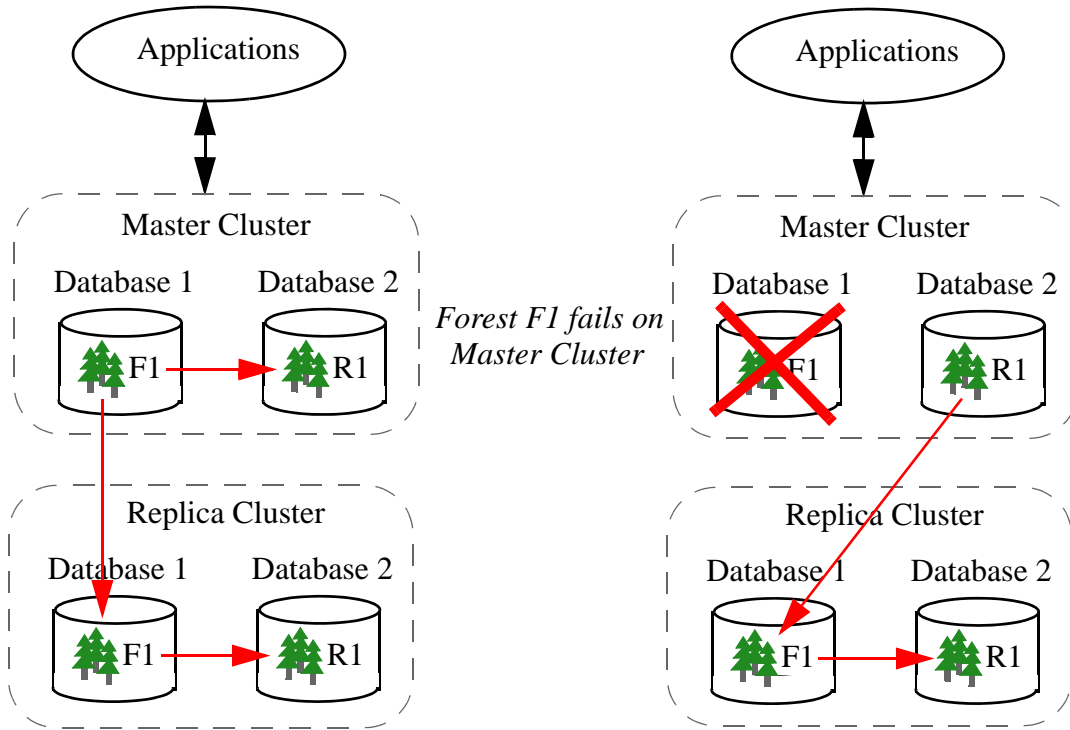 Applications
Master Cluster
Database 1 Database 2
F1 R1
Replica Cluster
Database 1 Database 2
F1 R1
Forest F1 fails on
Master Cluster
Applications
Master Cluster
Database 1 Database 2
F1 R1
Replica Cluster
Database 1 Database 2
F1 R1